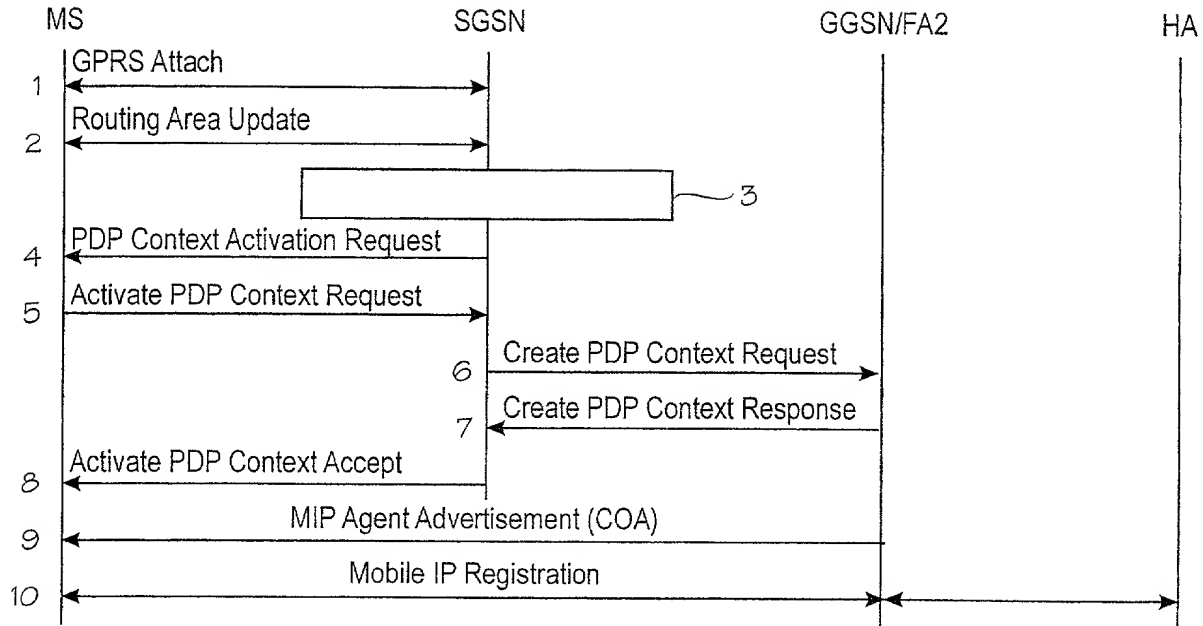 MS SGSN GGSN/FA2 HA
GPRS Attach
1
Routing Area Update
2
3
PDP Context Activation Request
4
Activate PDP Context Request
5
Create PDP Context Request
6
Create PDP Context Response
7
Activate PDP Context Accept
8
MIP Agent Advertisement (COA)
9
Mobile IP Registration
10